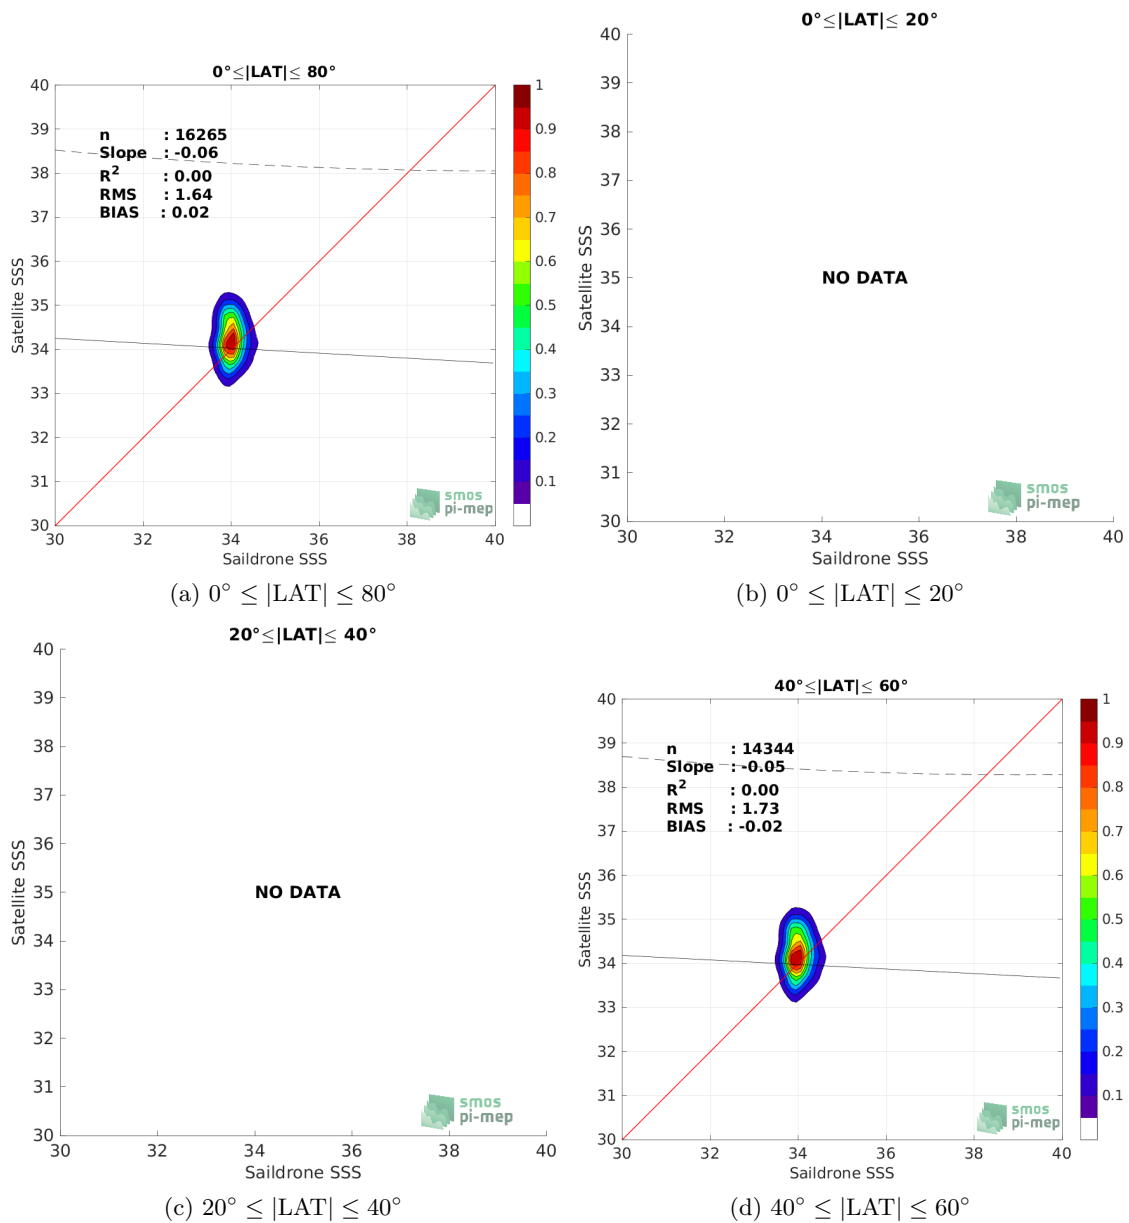 0°≤|LAT|≤ 80°
40
39
38
37
36
35
34
33
32
31
30
30
32
34
36
38
40
Satellite SSS
Saildrone SSS
n : 16265
Slope : -0.06
R2 : 0.00
RMS : 1.64
BIAS : 0.02
1
0.9
0.8
0.7
0.6
0.5
0.4
0.3
0.2
0.1
smos
pi-mep
(a) 0° ≤ |LAT| ≤ 80°
0°≤|LAT|≤ 20°
40
39
38
37
36
35
34
33
32
31
30
30
32
34
36
38
40
Satellite SSS
Saildrone SSS
NO DATA
smos
pi-mep
(b) 0° ≤ |LAT| ≤ 20°
20°≤|LAT|≤ 40°
40
39
38
37
36
35
34
33
32
31
30
30
32
34
36
38
40
Satellite SSS
Saildrone SSS
NO DATA
smos
pi-mep
(c) 20° ≤ |LAT| ≤ 40°
40°≤|LAT|≤ 60°
40
39
38
37
36
35
34
33
32
31
30
30
32
34
36
38
40
Satellite SSS
Saildrone SSS
n : 14344
Slope : -0.05
R2 : 0.00
RMS : 1.73
BIAS : -0.02
1
0.9
0.8
0.7
0.6
0.5
0.4
0.3
0.2
0.1
smos
pi-mep
(d) 40° ≤ |LAT| ≤ 60°